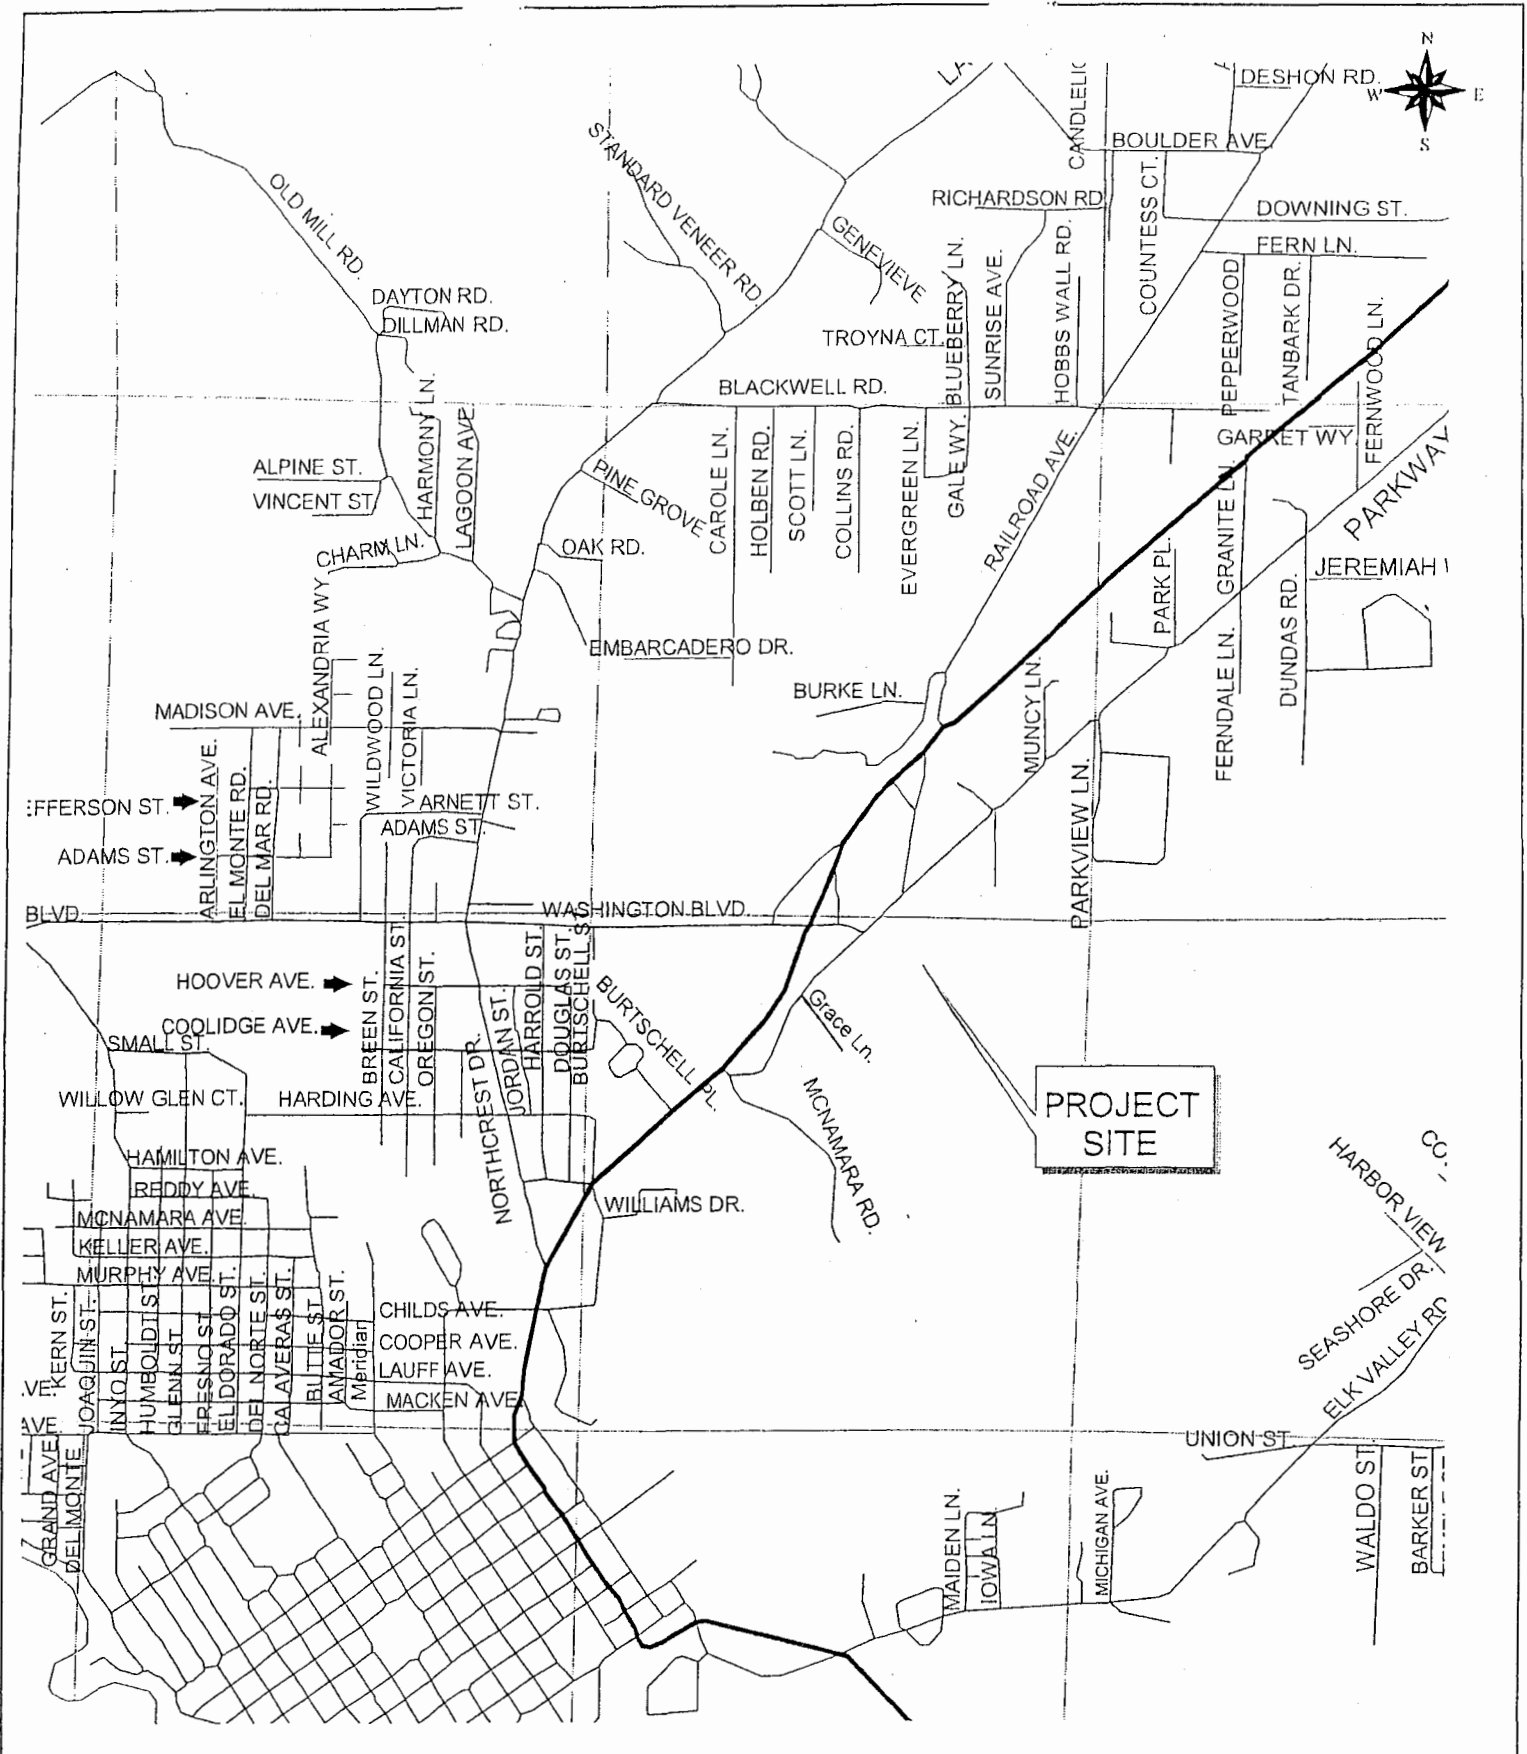 N
W
E
S
LA
CANDLELIC
DESHON RD.
BOULDER AVE.
STANDARD VENEER RD.
OLD MILL RD.
RICHARDSON RD
COUNTESS CT.
DOWNING ST.
FERN LN.
GENEVIEVE
BLUEBERRY LN.
SUNRISE AVE.
HOBBS WALL RD.
PEPPERWOOD
TANBARK DR.
FERNWOOD LN.
DAYTON RD.
DILLMAN RD.
TROYNA CT.
BLACKWELL RD.
HARMONY LN.
LAGOON AVE
ALPINE ST.
VINCENT ST.
CHARM LN.
PINE GROVE
CAROLE LN.
HOLBEN RD.
SCOTT LN.
COLLINS RD.
EVERGREEN LN.
GALE WY.
RAILROAD AVE.
GARRET WY.
PARKWAY
GRANITE LN.
OAK RD.
JEREMIAH
PARK PL.
DUNDAS RD.
FERNDALE LN.
EMBARCADERO DR.
ALEXANDRIA WY
WILDWOOD LN.
VICTORIA LN.
BURKE LN.
MUNCY LN.
MADISON AVE.
ARLINGTON AVE.
EL MONTE RD.
DEL MAR RD.
EFFERSON ST.
ARNETT ST.
ADAMS ST.
ADAMS ST.
PARKVIEW LN.
BLVD.
WASHINGTON BLVD.
HOOVER AVE.
COOLIDGE AVE.
BREEN ST.
CALIFORNIA ST.
OREGON ST.
NORTHCREST DR.
JORDAN ST.
HARROLD ST.
DOUGLAS ST.
BURTSCHELL ST
BURTSCHELL PL.
Grace Ln.
SMALL ST.
WILLOW GLEN CT.
HARDING AVE.
MCNAMARA RD.
PROJECT
SITE
HAMILTON AVE.
REDDY AVE.
MCNAMARA AVE.
KELLER AVE.
MURPHY AVE.
WILLIAMS DR.
HARBOR VIEW
SEASHORE DR.
ELK VALLEY RD
CHILDS AVE.
COOPER AVE.
LAUFF AVE.
MACKEN AVE.
KERN ST.
JOAQUIN ST.
INYO ST.
HUMBOLDT ST
GLENN ST
FRESNO ST.
EL DORADO ST.
DEL NORTE ST.
CALAVERAS ST.
BUTTE ST
AMADOR ST.
Meridian
VE.
AVE.
GRAND AVE.
DEL MONTE
UNION ST.
WALDO ST.
BARKER ST
MAIDEN LN.
IOWA LN.
MICHIGAN AVE.